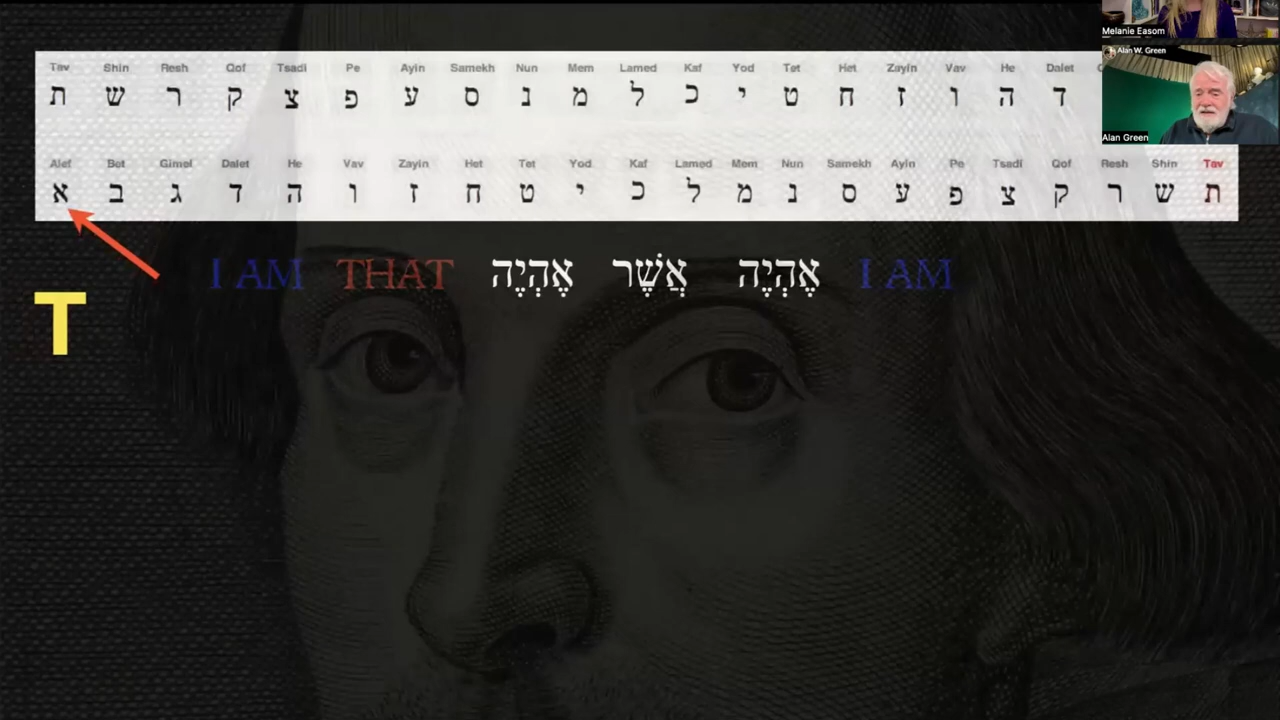 Melanie Easom
Alan W. Green
Alan Green
Tav Shin Resh Qof Tsadi Pe Ayin Samekh Nun Mem Lamed Kaf Yod Tet Het Zayin Vav He Dalet
ת ש ר ק צ פ ע ס נ מ ל כ י ט ח ז ו ה ד
Alef Bet Gimel Dalet He Vav Zayin Het Tet Yod Kaf Lamed Mem Nun Samekh Ayin Pe Tsadi Qof Resh Shin Tav
א ב ג ד ה ו ז ח ט י כ ל מ נ ס ע פ צ ק ר ש ת
I AM THAT אֶהְיֶה אֲשֶׁר אֶהְיֶה I AM
T